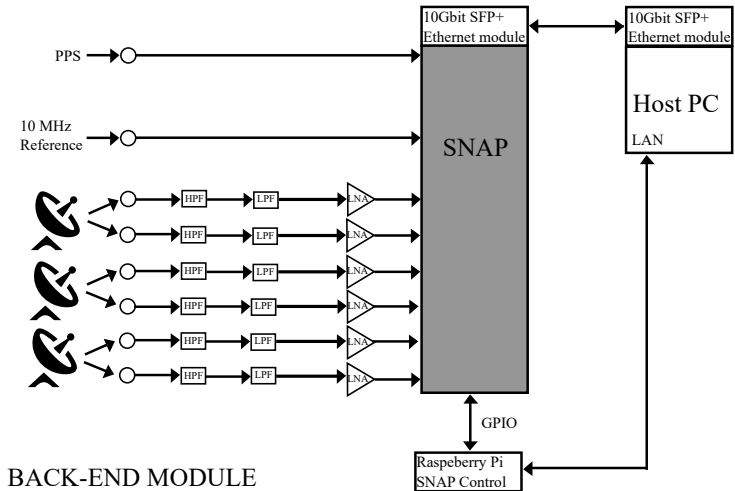 10Gbit SFP+
Ethernet module
10Gbit SFP+
Ethernet module
PPS
Host PC
10 MHz
Reference
SNAP
LAN
HPF LPF LNA
HPF LPF LNA
HPF LPF LNA
HPF LPF LNA
HPF LPF LNA
HPF LPF LNA
GPIO
Raspeberry Pi
SNAP Control
BACK-END MODULE